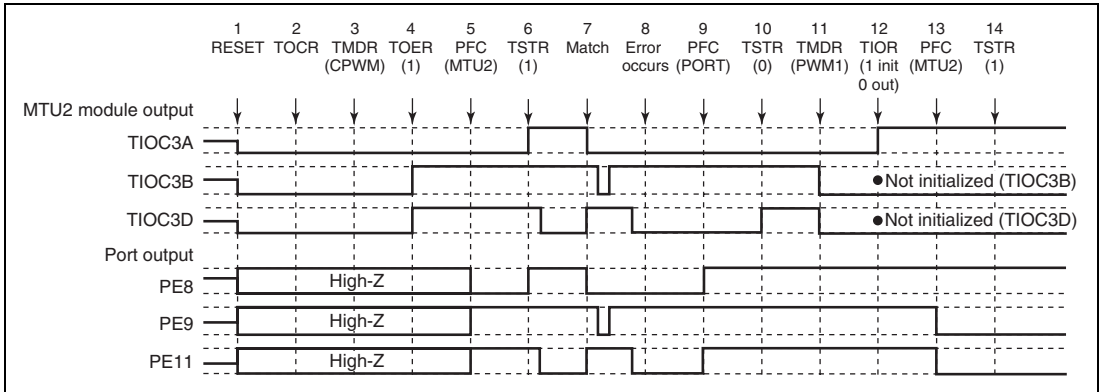 1 2 3 4 5 6 7 8 9 10 11 12 13 14
RESET TOCR TMDR TOER PFC TSTR Match Error PFC TSTR TMDR TIOR PFC TSTR
(CPWM) (1) (MTU2) (1) occurs (PORT) (0) (PWM1) (1 init (MTU2) (1)
0 out)
MTU2 module output
TIOC3A
TIOC3B
●Not initialized (TIOC3B)
TIOC3D
●Not initialized (TIOC3D)
Port output
PE8
High-Z
PE9
High-Z
PE11
High-Z